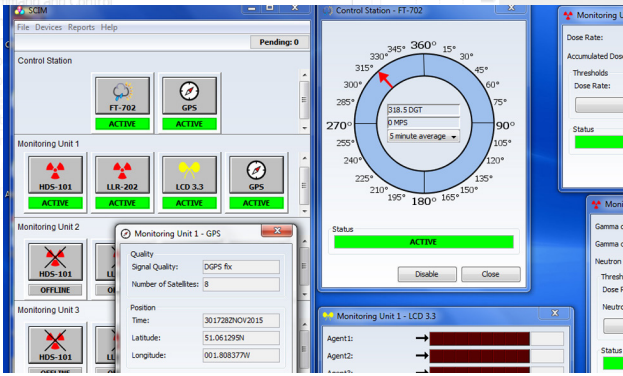 SCIM
File Devices Reports Help
Pending: 0
Control Station
FT-702
GPS
ACTIVE
ACTIVE
Monitoring Unit 1
HDS-101
LLR-202
LCD 3.3
GPS
ACTIVE
ACTIVE
ACTIVE
ACTIVE
Monitoring Unit 2
HDS-101
OFFLINE
Monitoring Unit 3
HDS-101
OFFLINE
Monitoring Unit 1 - GPS
Quality
Signal Quality: DGPS fix
Number of Satellites: 8
Position
Time: 301728ZNOV2015
Latitude: 51.061295N
Longitude: 001.808377W
Control Station - FT-702
360° 15° 30° 45° 60° 75° 90° 105° 120° 135° 150° 165° 180° 195° 210° 225° 240° 255° 270° 285° 300° 315° 330° 345°
318.5 DGT
0 MPS
5 minute average
Status
ACTIVE
Disable Close
Monitoring Unit 1 - LCD 3.3
Agent1:
Agent2:
Monitoring U
Dose Rate:
Accumulated Dose
Thresholds
Dose Rate:
Status
Moni
Gamma
Gamma
Neutron
Thresh
Dose
Neutro
Status